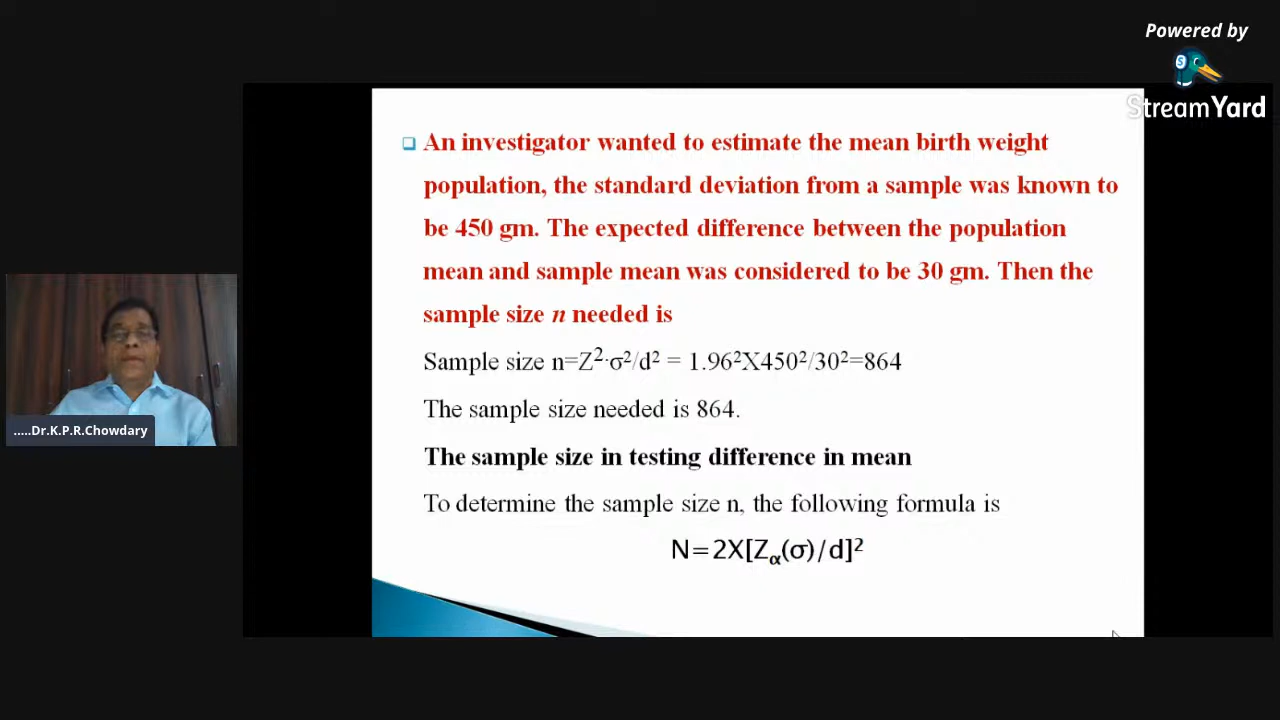 Powered by
StreamYard
An investigator wanted to estimate the mean birth weight
population, the standard deviation from a sample was known to
be 450 gm. The expected difference between the population
mean and sample mean was considered to be 30 gm. Then the
sample size n needed is
Sample size n=Z²·σ²/d² = 1.96²X450²/30²=864
The sample size needed is 864.
The sample size in testing difference in mean
To determine the sample size n, the following formula is
N=2X[Zα(σ)/d]²
.....Dr.K.P.R.Chowdary